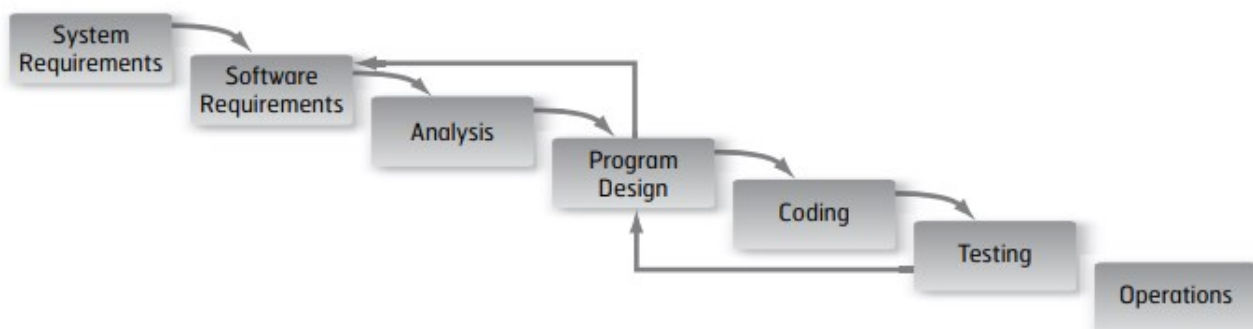 System
Requirements
Software
Requirements
Analysis
Program
Design
Coding
Testing
Operations